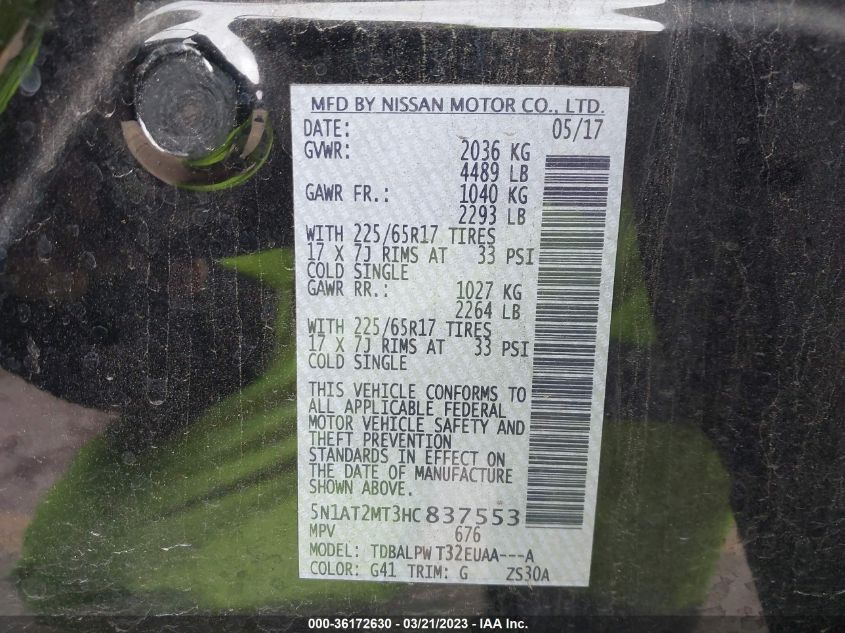 MFD BY NISSAN MOTOR CO., LTD.
DATE: 05/17
GVWR: 2036 KG
4489 LB
GAWR FR.: 1040 KG
2293 LB
WITH 225/65R17 TIRES
17 X 7J RIMS AT 33 PSI
COLD SINGLE
GAWR RR.: 1027 KG
2264 LB
WITH 225/65R17 TIRES
17 X 7J RIMS AT 33 PSI
COLD SINGLE
THIS VEHICLE CONFORMS TO
ALL APPLICABLE FEDERAL
MOTOR VEHICLE SAFETY AND
THEFT PREVENTION
STANDARDS IN EFFECT ON
THE DATE OF MANUFACTURE
SHOWN ABOVE.
5N1AT2MT3HC837553
MPV 676
MODEL: TDBALPW T32EUAA---A
COLOR: G41 TRIM: G ZS30A
000-36172630 - 03/21/2023 - IAA Inc.